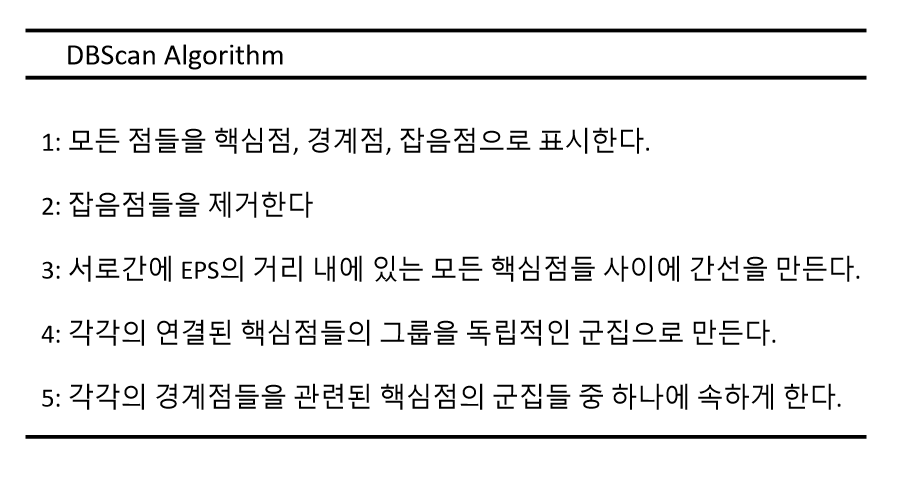 DBScan Algorithm
1: 모든 점들을 핵심점, 경계점, 잡음점으로 표시한다.
2: 잡음점들을 제거한다
3: 서로간에 EPS의 거리 내에 있는 모든 핵심점들 사이에 간선을 만든다.
4: 각각의 연결된 핵심점들의 그룹을 독립적인 군집으로 만든다.
5: 각각의 경계점들을 관련된 핵심점의 군집들 중 하나에 속하게 한다.